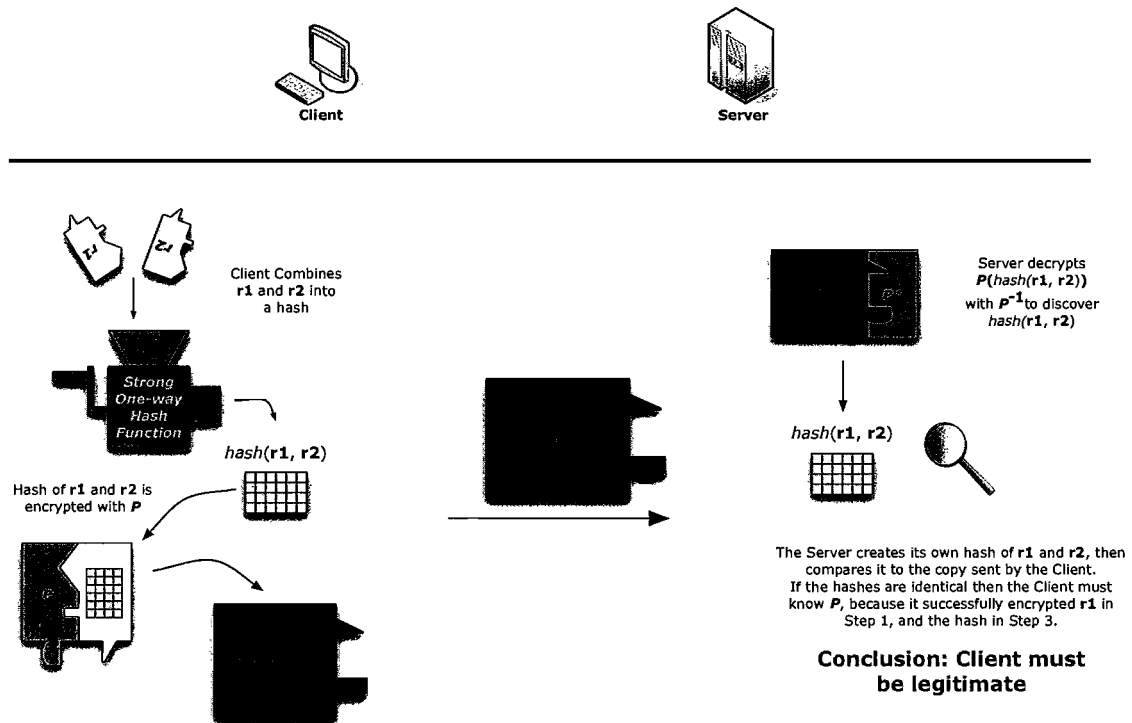 Client
Server
r1
r2
Client Combines
r1 and r2 into
a hash
Strong
One-way
Hash
Function
hash(r1, r2)
Hash of r1 and r2 is
encrypted with P
Server decrypts
P(hash(r1, r2))
with P-1 to discover
hash(r1, r2)
hash(r1, r2)
The Server creates its own hash of r1 and r2, then
compares it to the copy sent by the Client.
If the hashes are identical then the Client must
know P, because it successfully encrypted r1 in
Step 1, and the hash in Step 3.
Conclusion: Client must
be legitimate